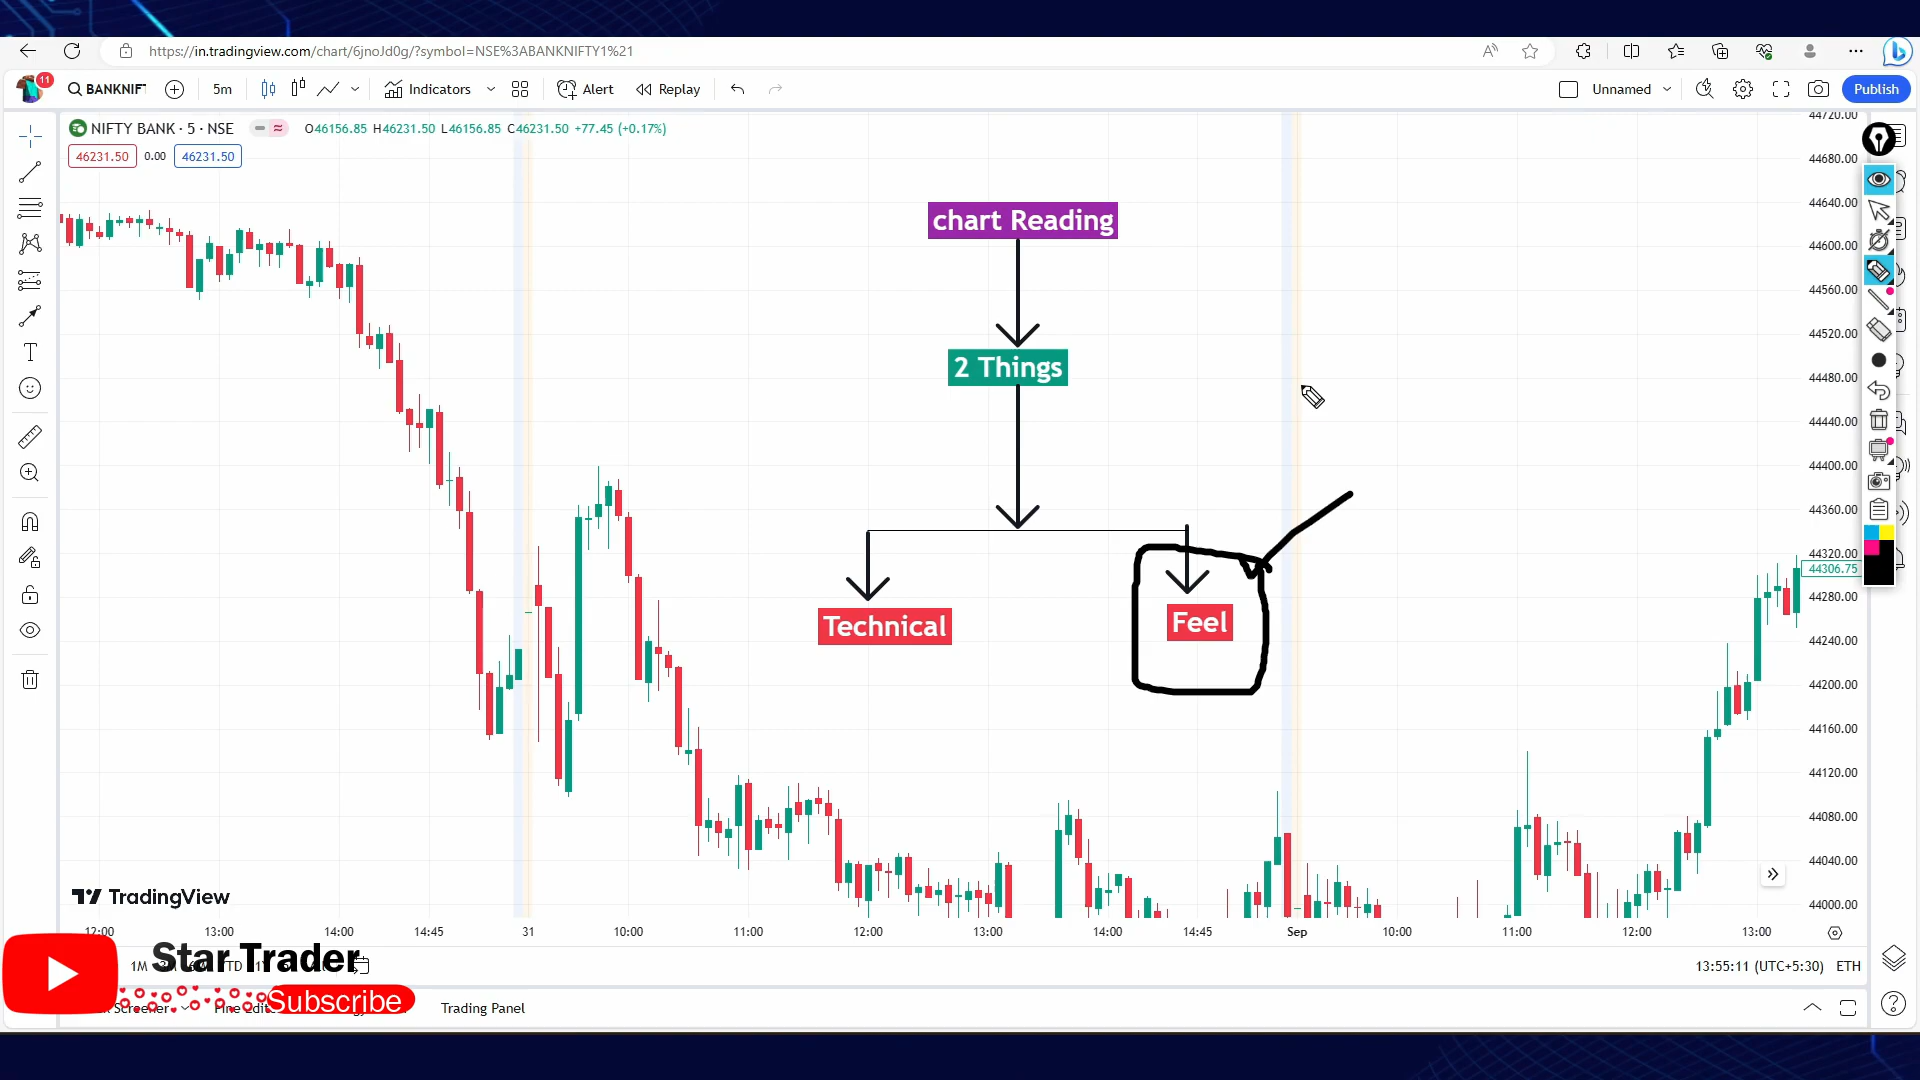 https://in.tradingview.com/chart/6jnoJd0g/?symbol=NSE%3ABANKNIFTY1%21
11
BANKNIFT
5m
Indicators
Alert
Replay
Unnamed
Publish
NIFTY BANK · 5 · NSE
O46156.85 H46231.50 L46156.85 C46231.50 +77.45 (+0.17%)
46231.50
0.00
46231.50
chart Reading
2 Things
Technical
Feel
44720.00
44680.00
44640.00
44600.00
44560.00
44520.00
44480.00
44440.00
44400.00
44360.00
44320.00
44306.75
44280.00
44240.00
44200.00
44160.00
44120.00
44080.00
44040.00
44000.00
TradingView
12:00 13:00 14:00 14:45 31 10:00 11:00 12:00 13:00 14:00 14:45 Sep 10:00 11:00 12:00 13:00
Star Trader
1M
13:55:11 (UTC+5:30) ETH
Subscribe
Screener
Trading Panel